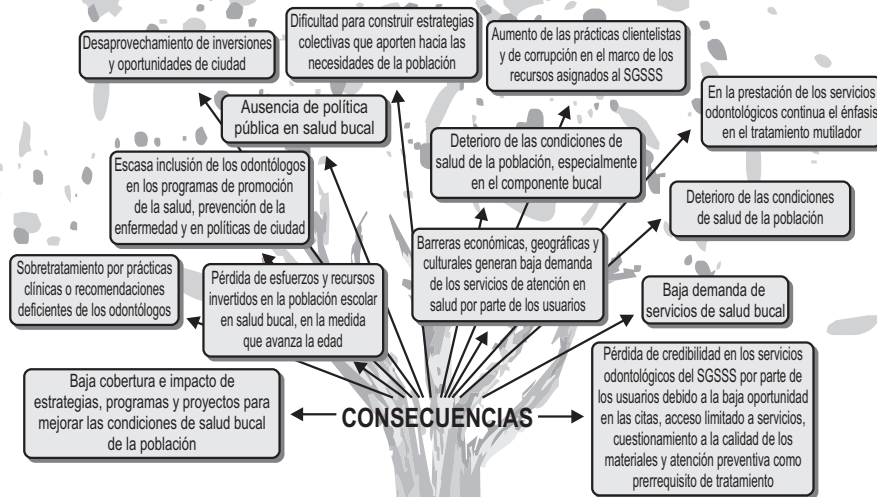 Desaprovechamiento de inversiones
y oportunidades de ciudad
Dificultad para construir estrategias
colectivas que aporten hacia las
necesidades de la población
Aumento de las prácticas clientelistas
y de corrupción en el marco de los
recursos asignados al SGSSS
En la prestación de los servicios
odontológicos continua el énfasis
en el tratamiento mutilador
Ausencia de política
pública en salud bucal
Deterioro de las condiciones de
salud de la población, especialmente
en el componente bucal
Escasa inclusión de los odontólogos
en los programas de promoción
de la salud, prevención de la
enfermedad y en políticas de ciudad
Deterioro de las condiciones
de salud de la población
Barreras económicas, geográficas y
culturales generan baja demanda
de los servicios de atención en
salud por parte de los usuarios
Sobretratamiento por prácticas
clínicas o recomendaciones
deficientes de los odontólogos
Pérdida de esfuerzos y recursos
invertidos en la población escolar
en salud bucal, en la medida
que avanza la edad
Baja demanda de
servicios de salud bucal
Baja cobertura e impacto de
estrategias, programas y proyectos para
mejorar las condiciones de salud bucal
de la población
CONSECUENCIAS
Pérdida de credibilidad en los servicios
odontológicos del SGSSS por parte de
los usuarios debido a la baja oportunidad
en las citas, acceso limitado a servicios,
cuestionamiento a la calidad de los
materiales y atención preventiva como
prerrequisito de tratamiento